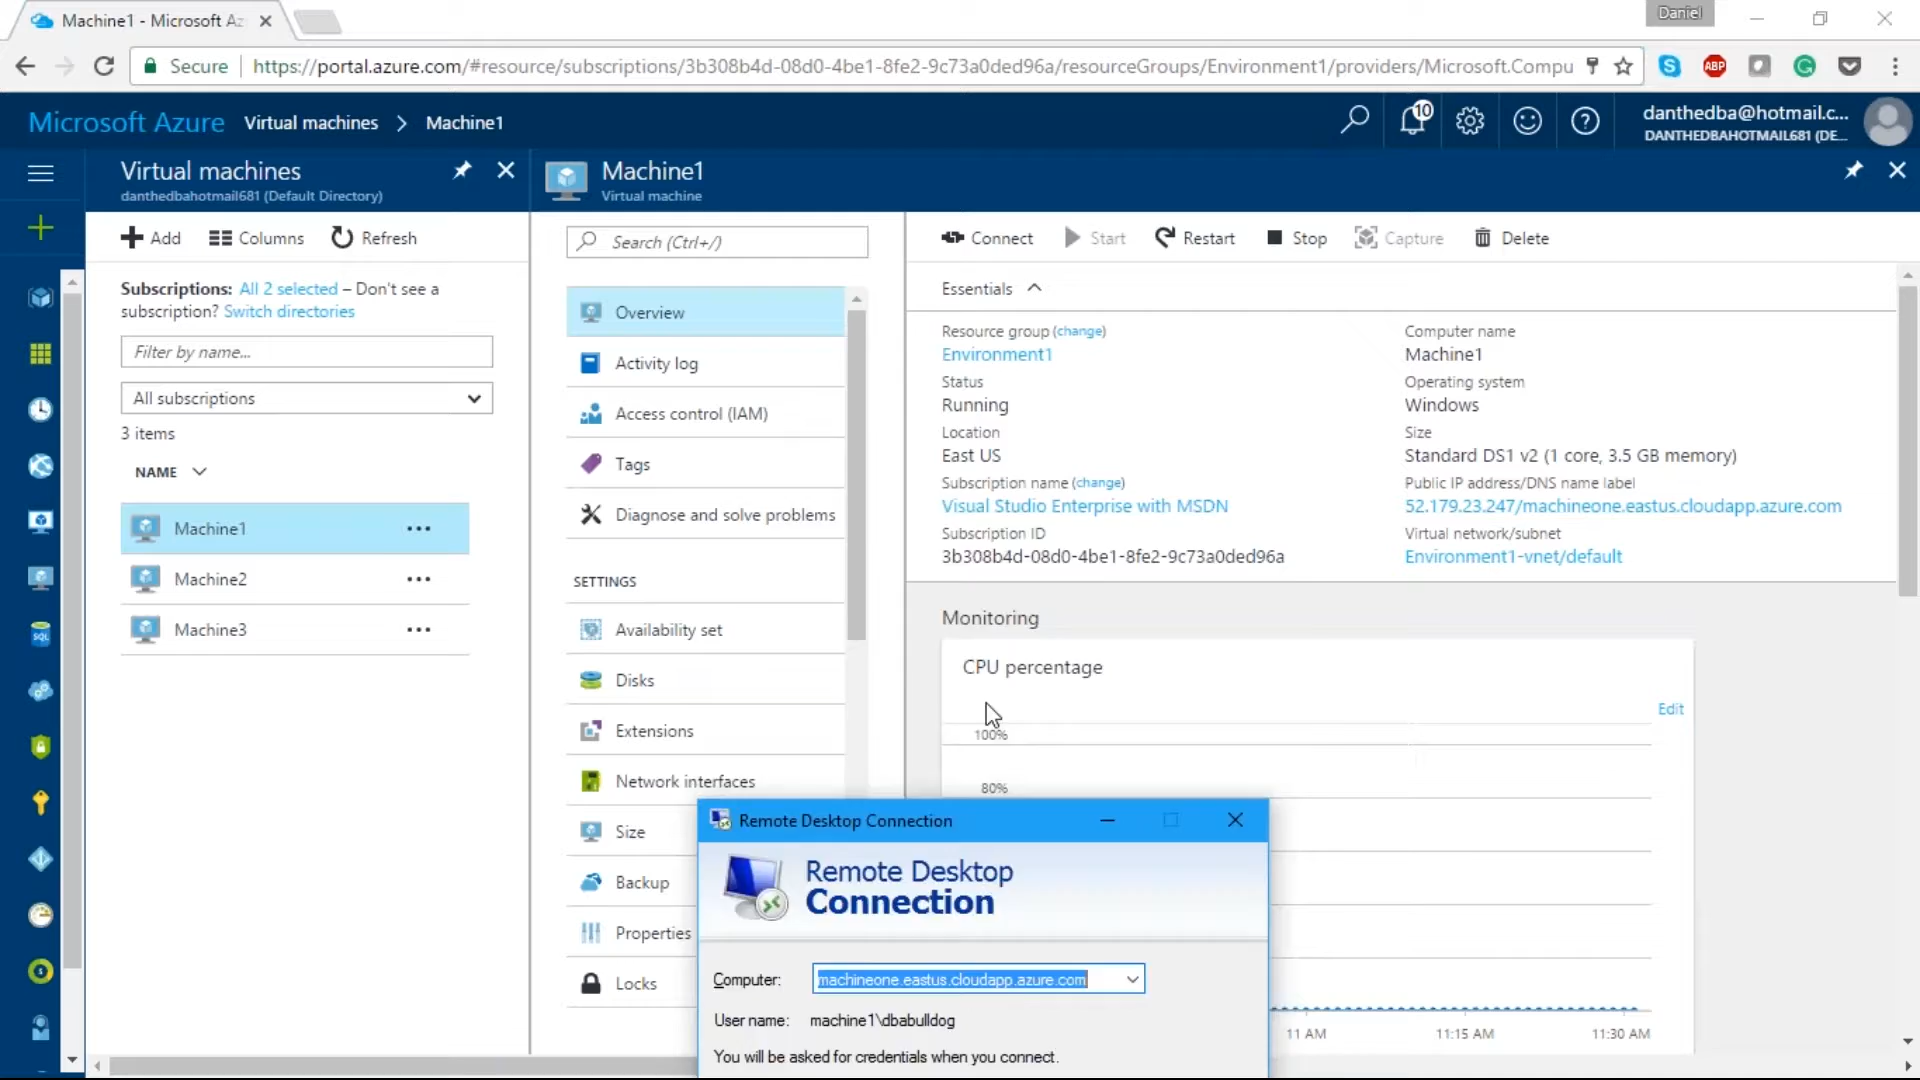 Machine1 - Microsoft Az
Daniel
Secure
https://portal.azure.com/#resource/subscriptions/3b308b4d-08d0-4be1-8fe2-9c73a0ded96a/resourceGroups/Environment1/providers/Microsoft.Compu
ABP
Microsoft Azure
Virtual machines
Machine1
10
danthedba@hotmail.c...
DANTHEDBAHOTMAIL681 (DE...
Virtual machines
danthedbahotmail681 (Default Directory)
Add
Columns
Refresh
Subscriptions: All 2 selected – Don't see a
subscription? Switch directories
Filter by name...
All subscriptions
3 items
NAME
Machine1
Machine2
Machine3
SQL
Machine1
Virtual machine
Search (Ctrl+/)
Overview
Activity log
Access control (IAM)
Tags
Diagnose and solve problems
SETTINGS
Availability set
Disks
Extensions
Network interfaces
Size
Backup
Properties
Locks
Connect
Start
Restart
Stop
Capture
Delete
Essentials
Resource group (change)
Environment1
Status
Running
Location
East US
Subscription name (change)
Visual Studio Enterprise with MSDN
Subscription ID
3b308b4d-08d0-4be1-8fe2-9c73a0ded96a
Computer name
Machine1
Operating system
Windows
Size
Standard DS1 v2 (1 core, 3.5 GB memory)
Public IP address/DNS name label
52.179.23.247/machineone.eastus.cloudapp.azure.com
Virtual network/subnet
Environment1-vnet/default
Monitoring
CPU percentage
Edit
100%
80%
11 AM
11:15 AM
11:30 AM
Remote Desktop Connection
Remote Desktop
Connection
Computer:
machineone.eastus.cloudapp.azure.com
User name:
machine1\dbabulldog
You will be asked for credentials when you connect.